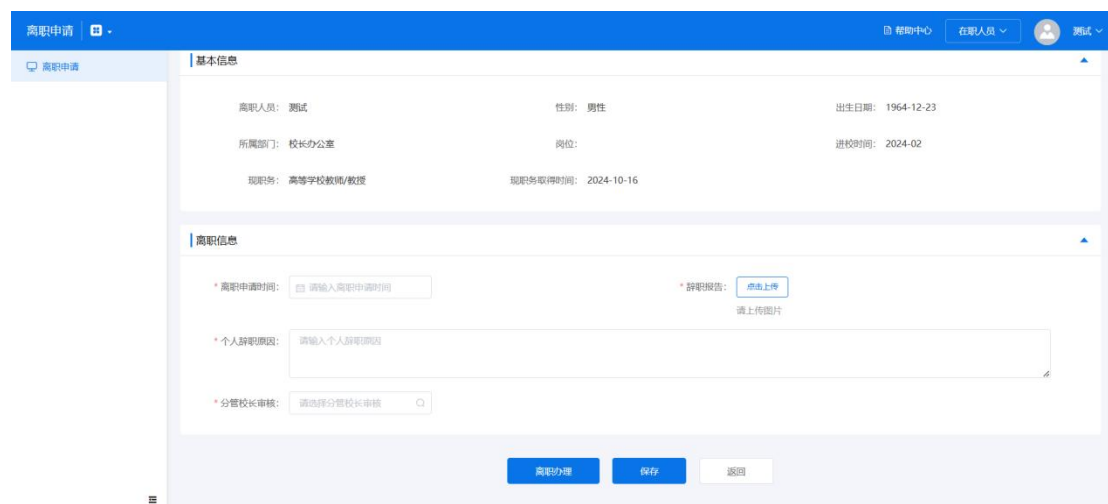 离职申请 帮助中心 在职人员 测试
离职申请
基本信息
离职人员: 测试 性别: 男性 出生日期: 1964-12-23
所属部门: 校长办公室 岗位: 进校时间: 2024-02
现职务: 高等学校教师/教授 现职务取得时间: 2024-10-16
离职信息
* 离职申请时间: 请输入离职申请时间 * 辞职报告: 点击上传
请上传图片
* 个人辞职原因: 请输入个人辞职原因
* 分管校长审核: 请选择分管校长审核
离职办理 保存 返回